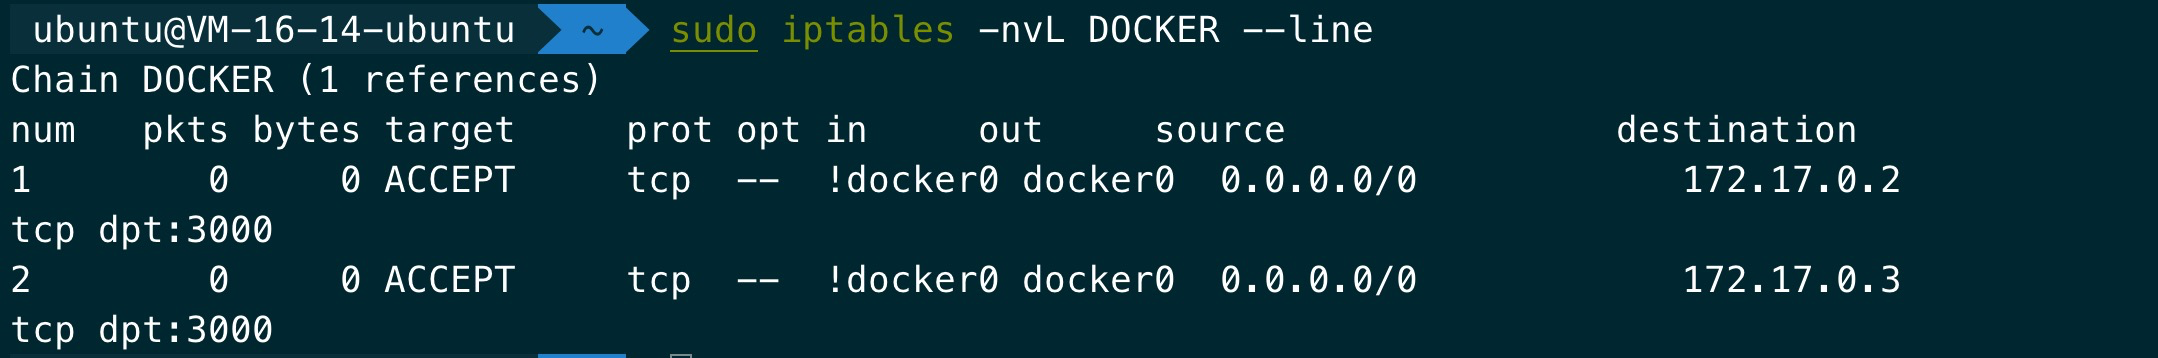 ubuntu@VM-16-14-ubuntu ~ sudo iptables -nvL DOCKER --line
Chain DOCKER (1 references)
num pkts bytes target prot opt in out source destination
1 0 0 ACCEPT tcp -- !docker0 docker0 0.0.0.0/0 172.17.0.2
tcp dpt:3000
2 0 0 ACCEPT tcp -- !docker0 docker0 0.0.0.0/0 172.17.0.3
tcp dpt:3000